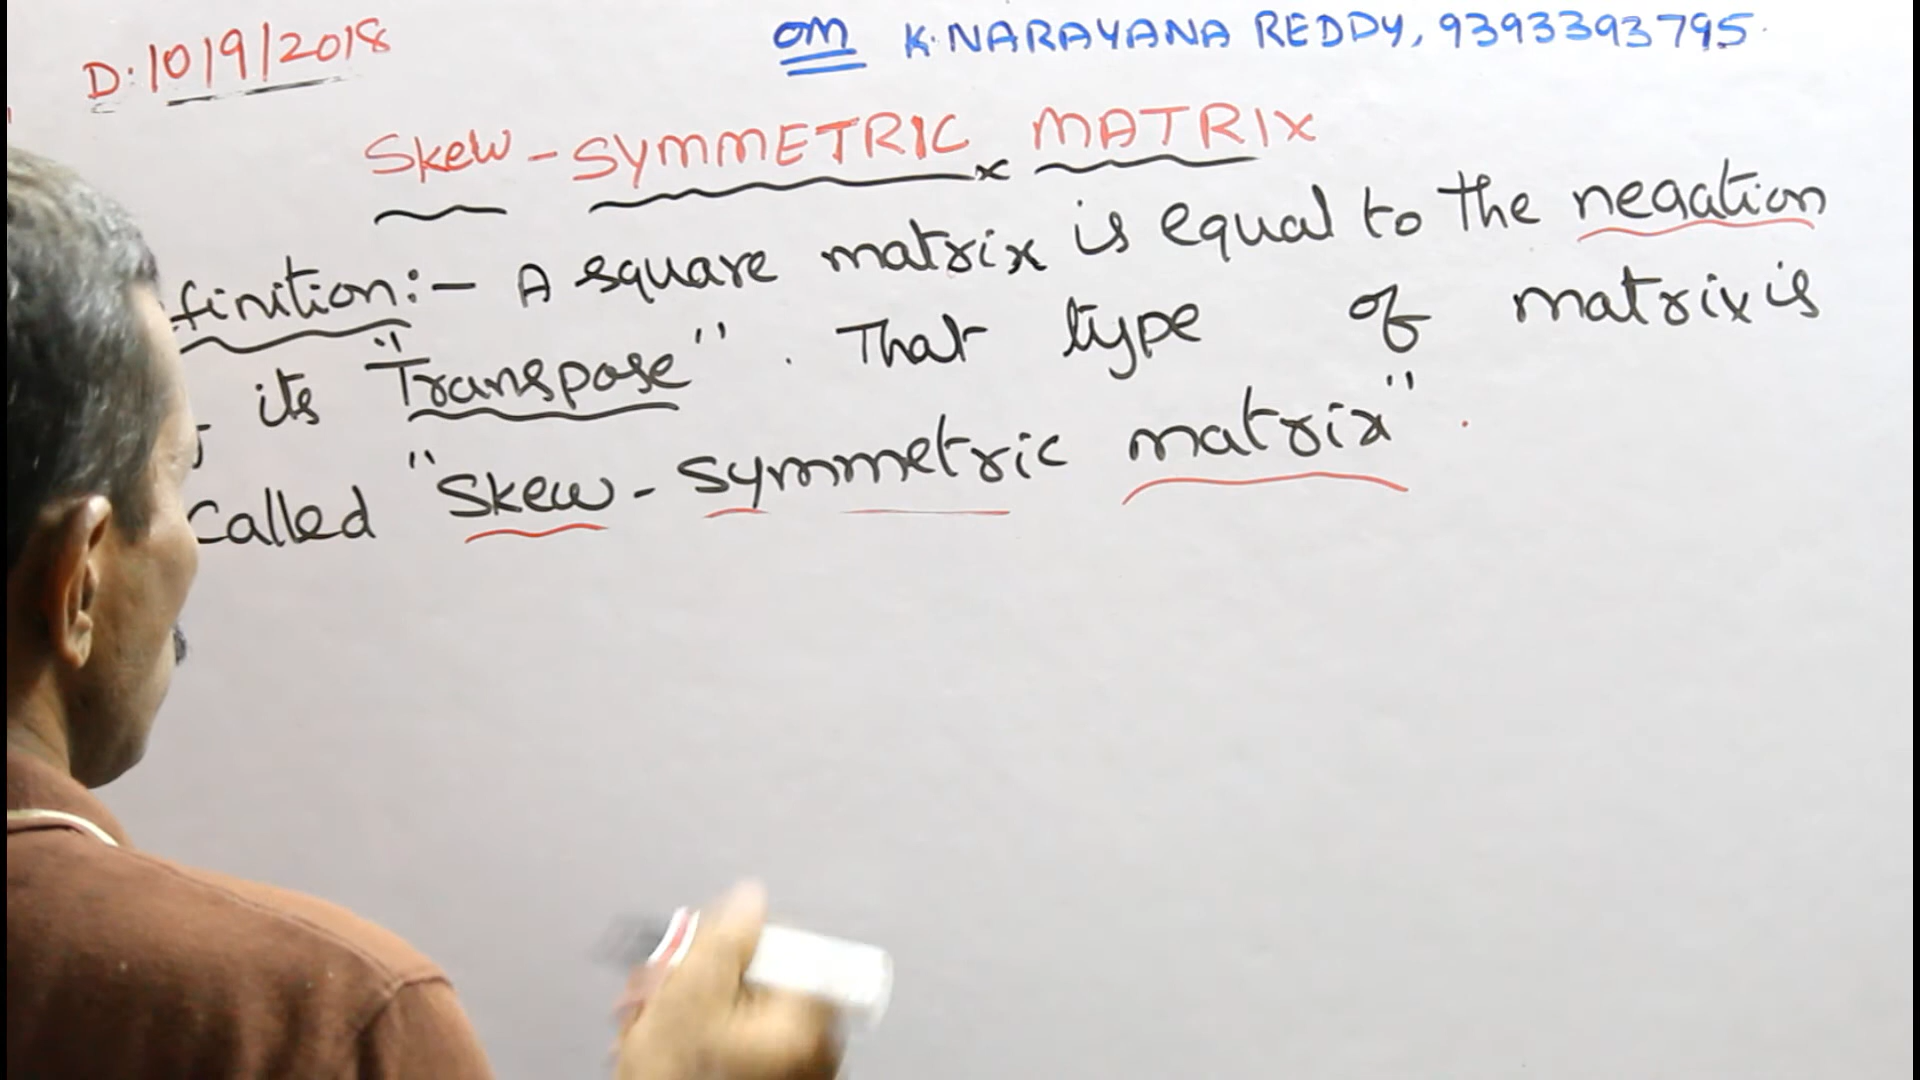 D: 10/9/2018
om K. NARAYANA REDDY, 9393393795.
Skew-SYMMETRIC MATRIX
finition:- A square matrix is equal to the negation
its "Transpose". That type of matrix is
called "Skew-symmetric matrix".